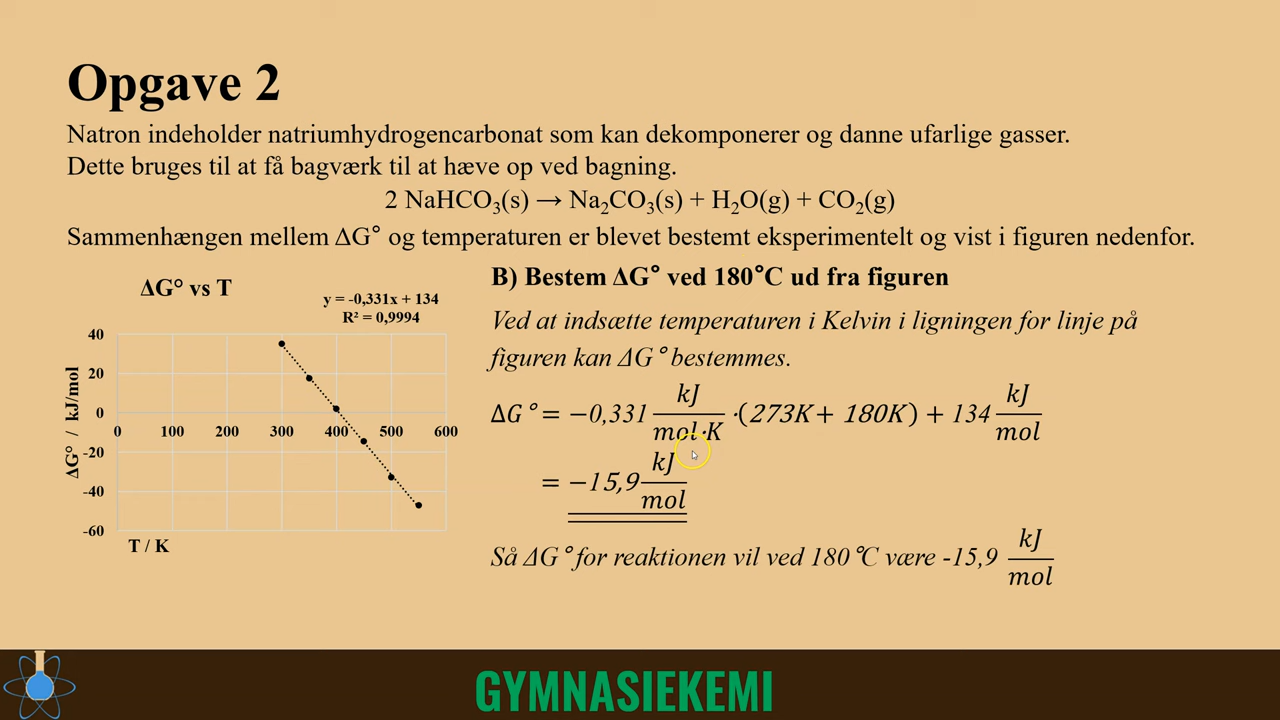 Opgave 2
Natron indeholder natriumhydrogencarbonat som kan dekomponerer og danne ufarlige gasser.
Dette bruges til at få bagværk til at hæve op ved bagning.
2 NaHCO₃(s) → Na₂CO₃(s) + H₂O(g) + CO₂(g)
Sammenhængen mellem ΔG° og temperaturen er blevet bestemt eksperimentelt og vist i figuren nedenfor.
ΔG° vs T
y = -0,331x + 134
R² = 0,9994
40
20
0
-20
-40
-60
0 100 200 300 400 500 600
ΔG° / kJ/mol
T / K
B) Bestem ΔG° ved 180°C ud fra figuren
Ved at indsætte temperaturen i Kelvin i ligningen for linje på
figuren kan ΔG° bestemmes.
ΔG° = −0,331 kJ/mol·K ·(273K + 180K) + 134 kJ/mol
= −15,9 kJ/mol
Så ΔG° for reaktionen vil ved 180°C være -15,9 kJ/mol
GYMNASIEKEMI